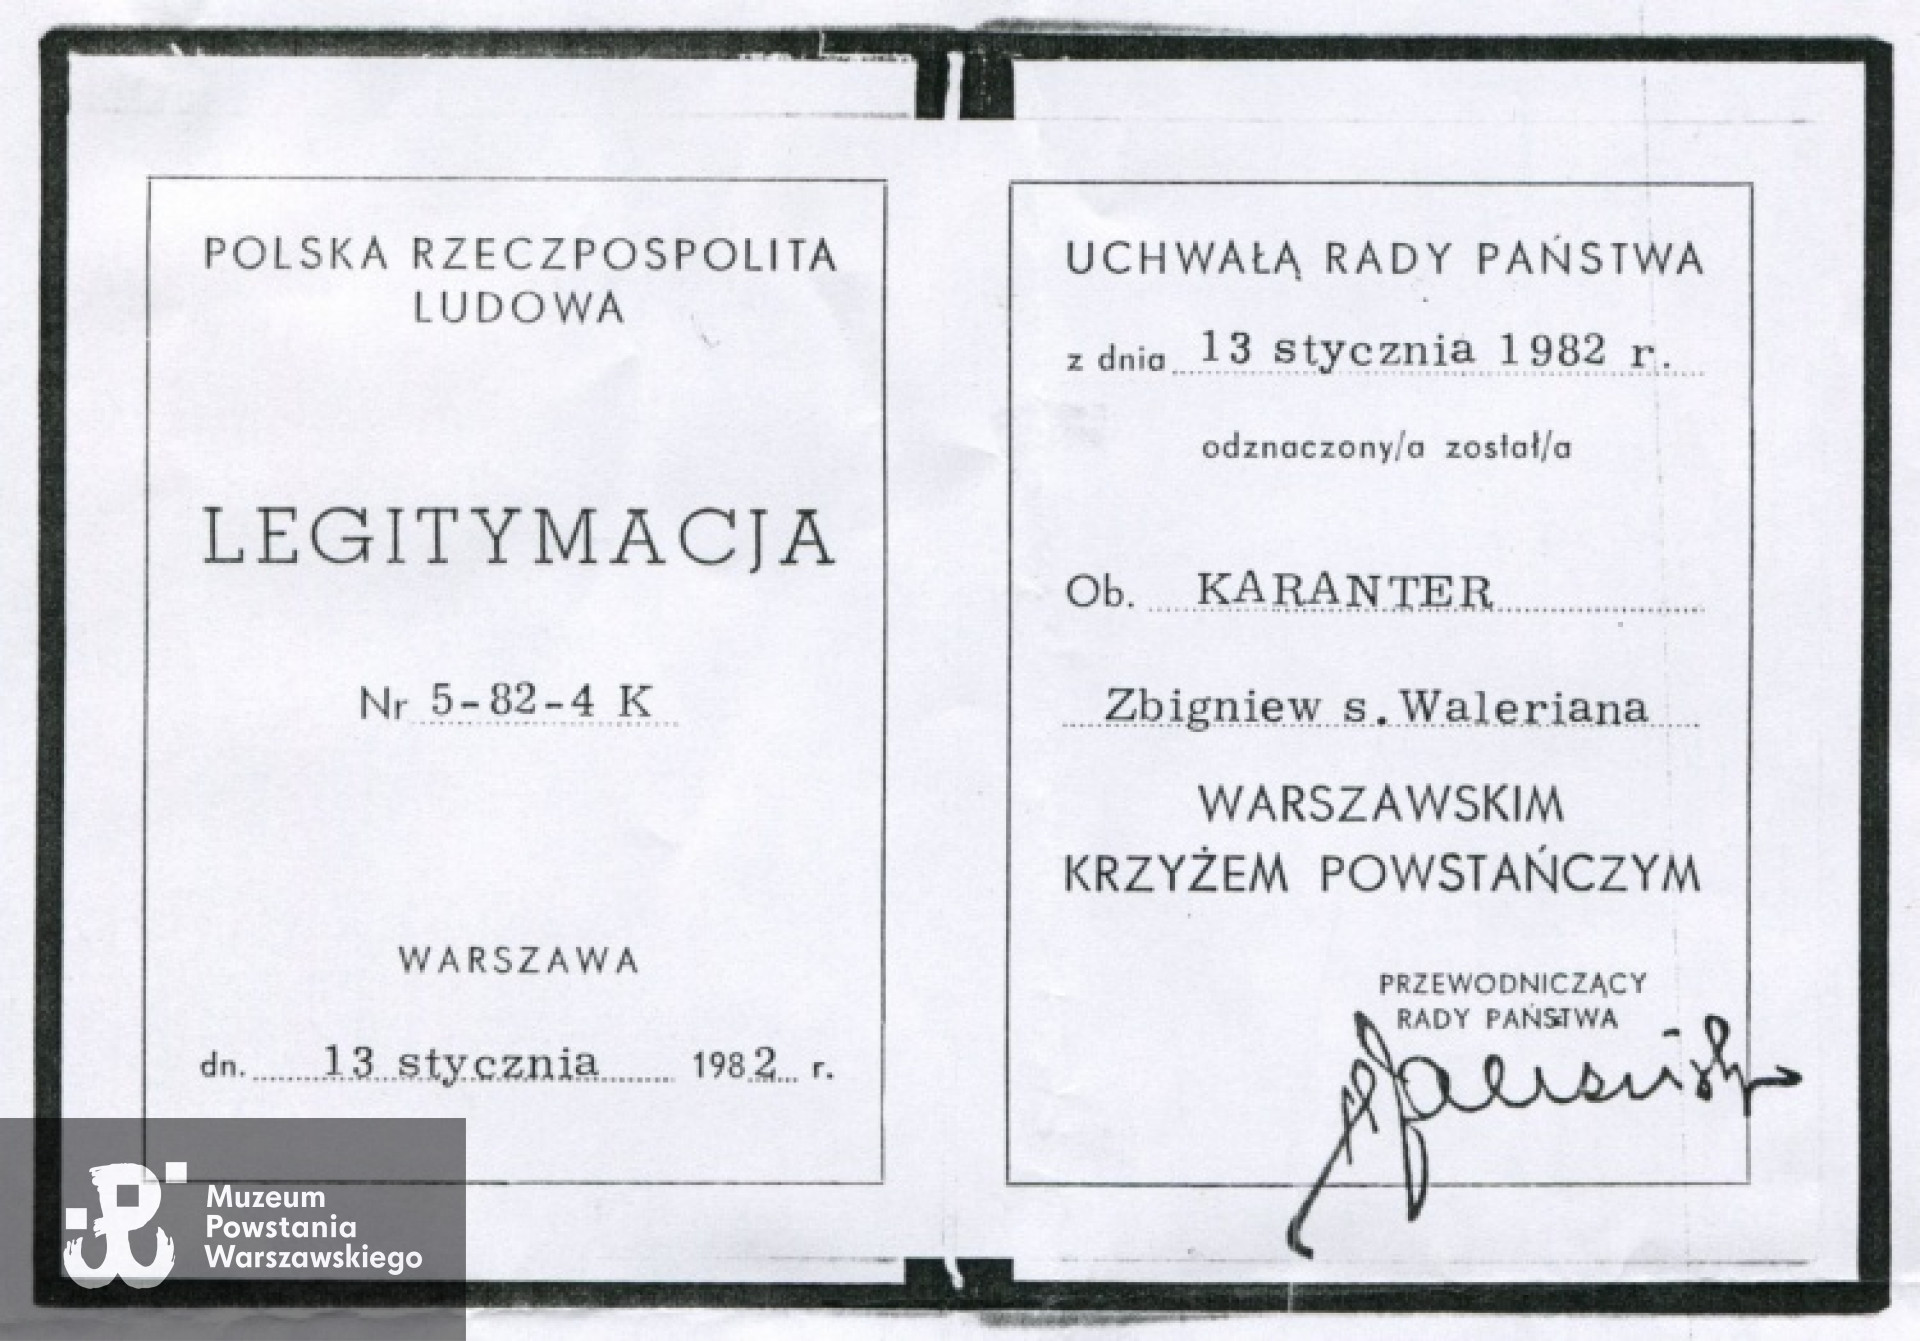 POLSKA RZECZPOSPOLITA
LUDOWA
LEGITYMACJA
Nr 5-82-4 K
WARSZAWA
dn. 13 stycznia 1982 r.
UCHWAŁĄ RADY PAŃSTWA
z dnia 13 stycznia 1982 r.
odznaczony/a został/a
Ob. KARANTER
Zbigniew s. Waleriana
WARSZAWSKIM
KRZYŻEM POWSTAŃCZYM
PRZEWODNICZĄCY
RADY PAŃSTWA
Muzeum
Powstania
Warszawskiego